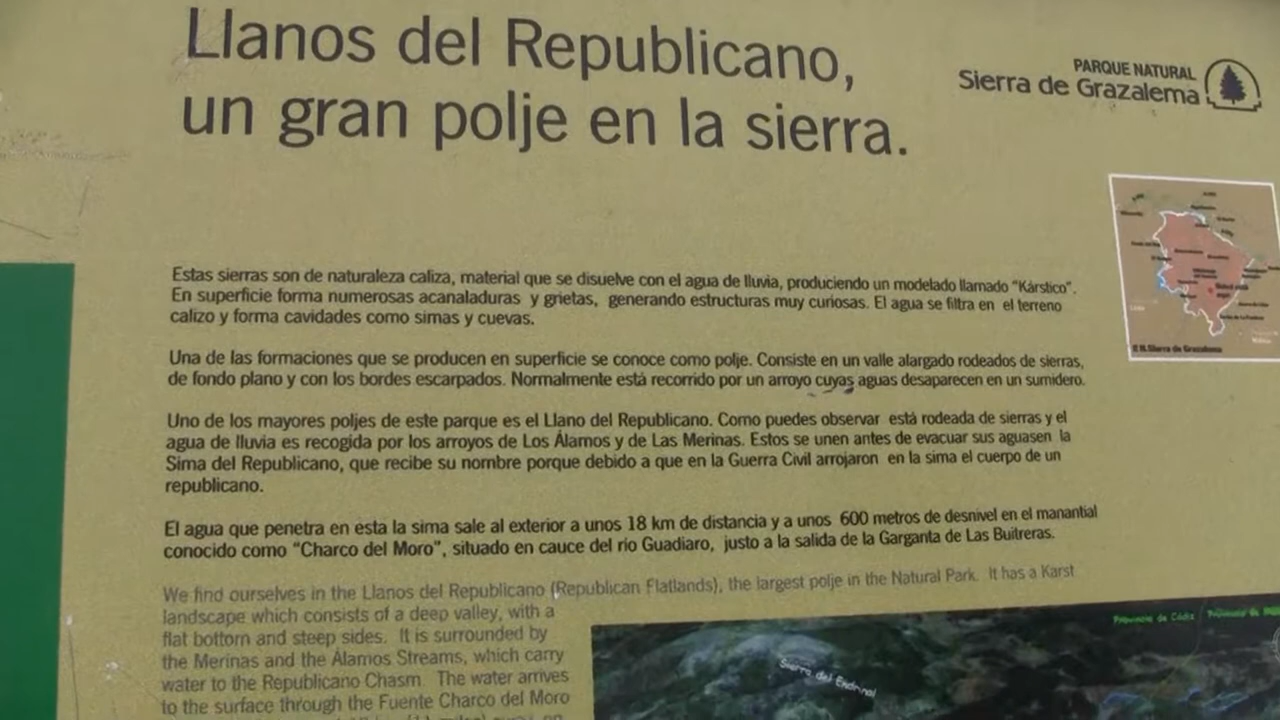 Llanos del Republicano,
un gran polje en la sierra.
PARQUE NATURAL
Sierra de Grazalema
Estas sierras son de naturaleza caliza, material que se disuelve con el agua de lluvia, produciendo un modelado llamado "Kárstico".
En superficie forma numerosas acanaladuras y grietas, generando estructuras muy curiosas. El agua se filtra en el terreno
calizo y forma cavidades como simas y cuevas.
Una de las formaciones que se producen en superficie se conoce como polje. Consiste en un valle alargado rodeados de sierras,
de fondo plano y con los bordes escarpados. Normalmente está recorrido por un arroyo cuyas aguas desaparecen en un sumidero.
Uno de los mayores poljes de este parque es el Llano del Republicano. Como puedes observar está rodeada de sierras y el
agua de lluvia es recogida por los arroyos de Los Álamos y de Las Merinas. Estos se unen antes de evacuar sus aguasen la
Sima del Republicano, que recibe su nombre porque debido a que en la Guerra Civil arrojaron en la sima el cuerpo de un
republicano.
El agua que penetra en esta la sima sale al exterior a unos 18 km de distancia y a unos 600 metros de desnivel en el manantial
conocido como "Charco del Moro", situado en cauce del río Guadiaro, justo a la salida de la Garganta de Las Buitreras.
We find ourselves in the Llanos del Republicano (Republican Flatlands), the largest polje in the Natural Park. It has a Karst
landscape which consists of a deep valley, with a
flat bottom and steep sides. It is surrounded by
the Merinas and the Álamos Streams, which carry
water to the Republicano Chasm. The water arrives
to the surface through the Fuente Charco del Moro
P.N.Sierra de Grazalema
Provincia de Cádiz
Sierra del Endrinal